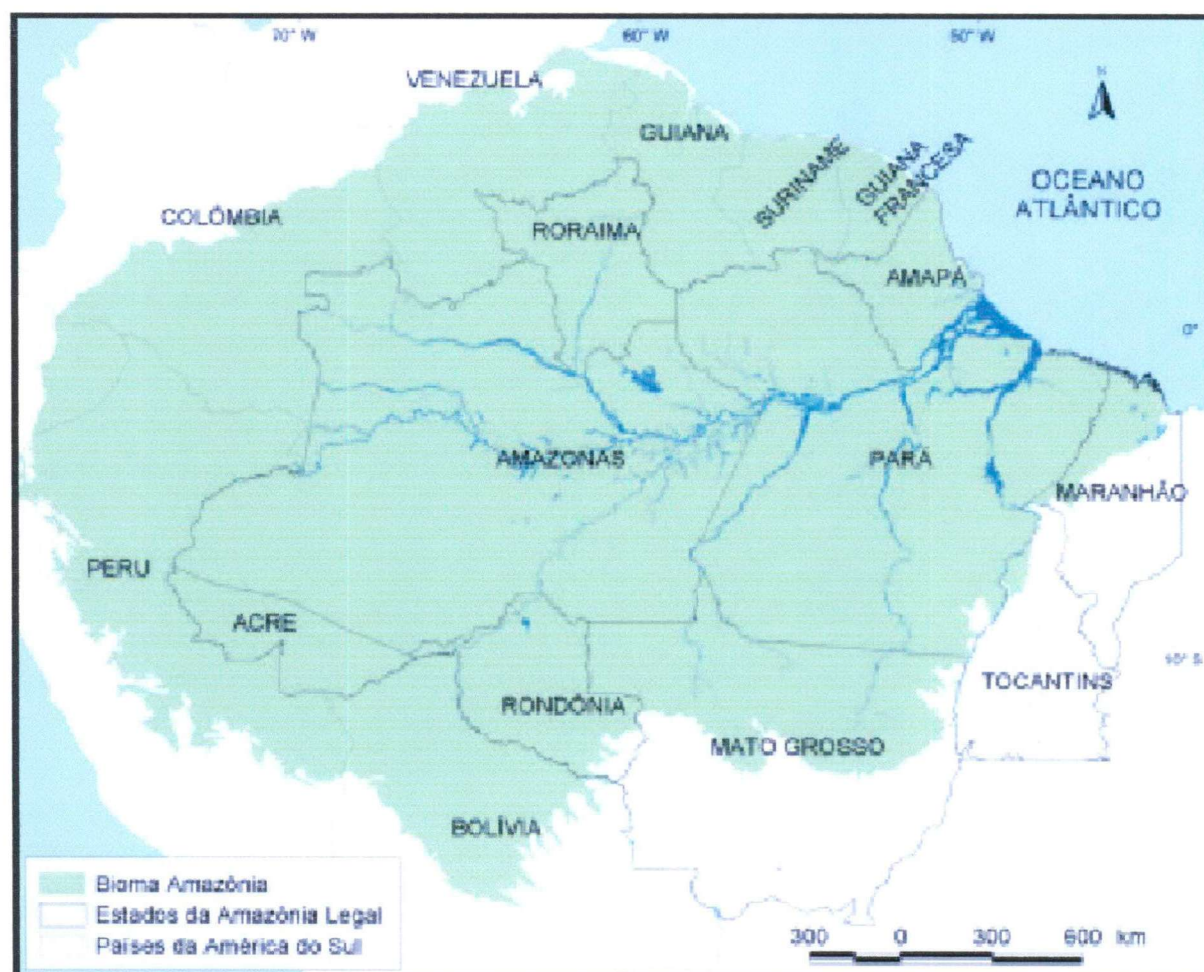 70° W
60° W
50° W
VENEZUELA
N
GUIANA
SURINAME
GUIANA
FRANCESA
OCEANO
ATLÂNTICO
COLÔMBIA
RORAIMA
AMAPÁ
0°
AMAZONAS
PARÁ
MARANHÃO
PERU
ACRE
10° S
TOCANTINS
RONDÔNIA
MATO GROSSO
BOLÍVIA
Bioma Amazônia
Estados da Amazônia Legal
Países da América do Sul
300 0 300 600 km